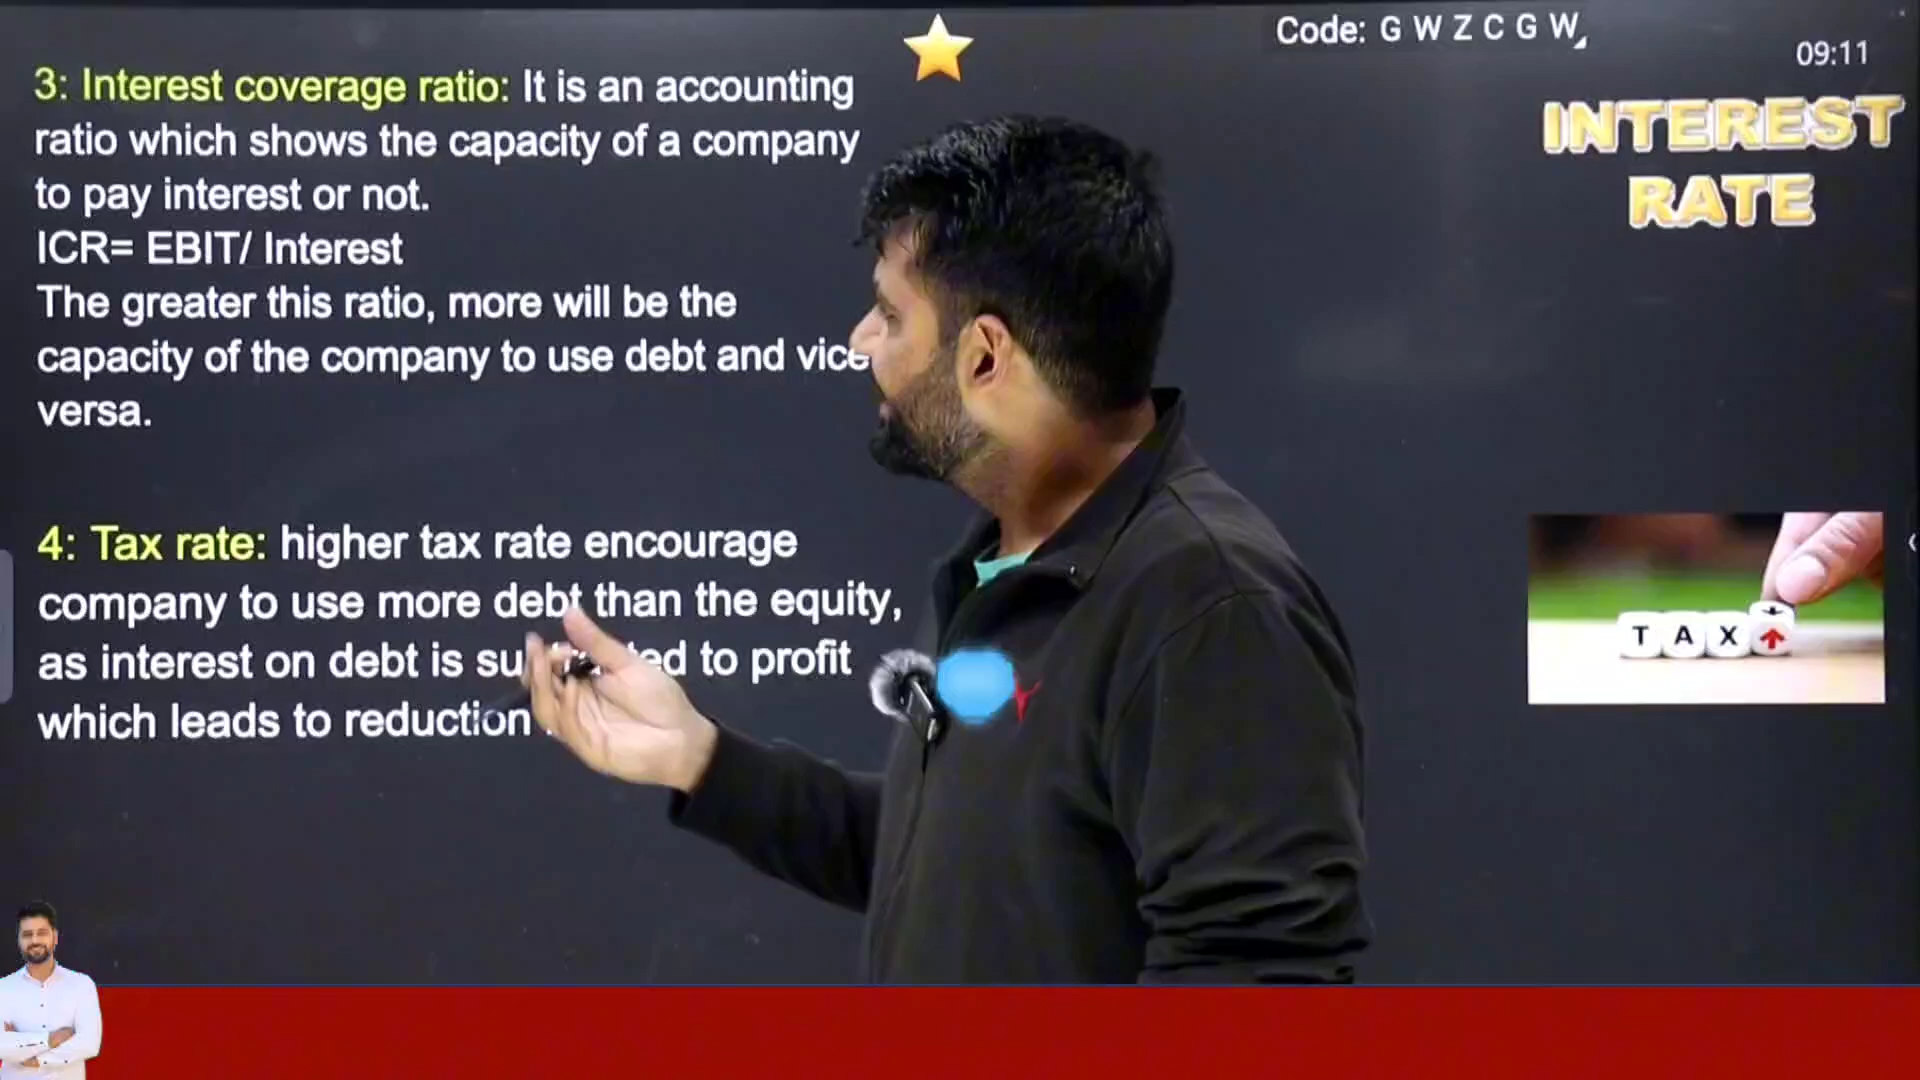 Code: G W Z C G W
09:11
3: Interest coverage ratio: It is an accounting
ratio which shows the capacity of a company
to pay interest or not.
ICR= EBIT/ Interest
The greater this ratio, more will be the
capacity of the company to use debt and vice
versa.
INTEREST
RATE
4: Tax rate: higher tax rate encourage
company to use more debt than the equity,
as interest on debt is to profit
which leads to reduction
T A X